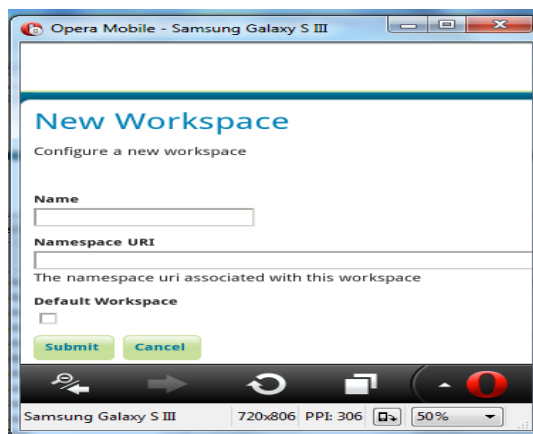 Opera Mobile - Samsung Galaxy S III
New Workspace
Configure a new workspace
Name
Namespace URI
The namespace uri associated with this workspace
Default Workspace
Submit Cancel
Samsung Galaxy S III 720x806 PPI: 306 50%